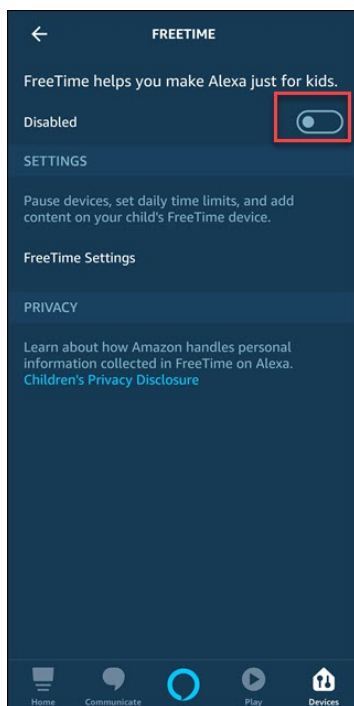 FREETIME
FreeTime helps you make Alexa just for kids.
Disabled
SETTINGS
Pause devices, set daily time limits, and add
content on your child's FreeTime device.
FreeTime Settings
PRIVACY
Learn about how Amazon handles personal
information collected in FreeTime on Alexa.
Children's Privacy Disclosure
Home Communicate Play Devices